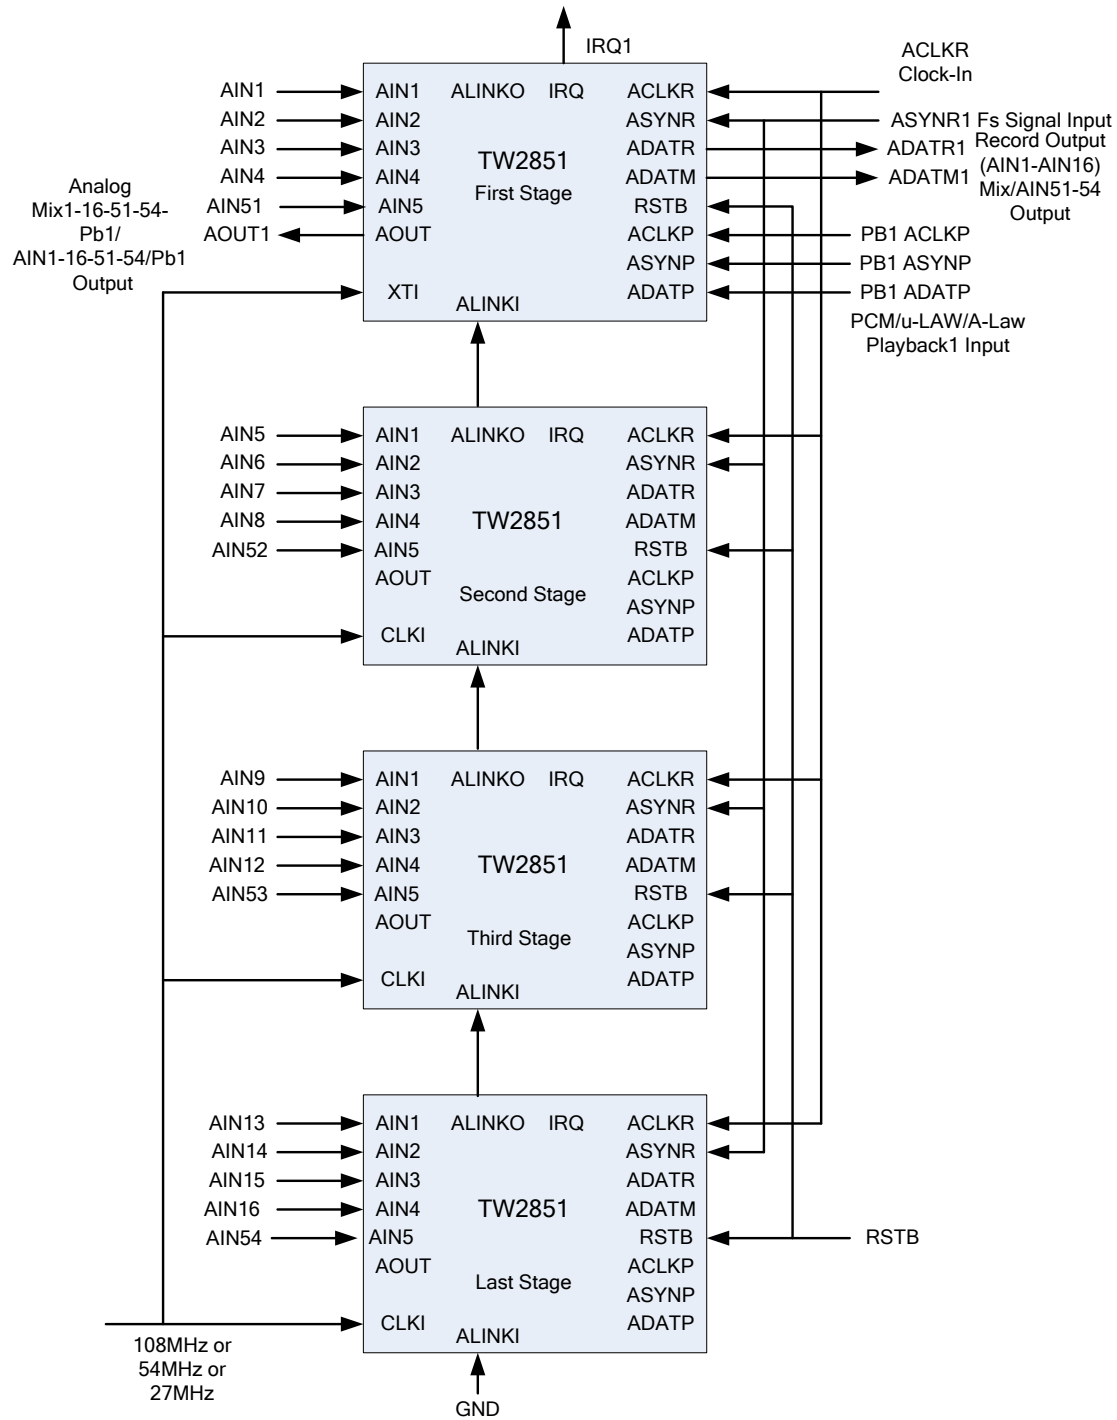 IRQ1
ACLKR
Clock-In
AIN1 AIN1 ALINKO IRQ ACLKR
AIN2 AIN2 ASYNR ASYNR1 Fs Signal Input
AIN3 AIN3 ADATR ADATR1 Record Output
TW2851
(AIN1-AIN16)
AIN4 AIN4 ADATM ADATM1 Mix/AIN51-54
First Stage
Output
Analog
Mix1-16-51-54-
Pb1/
AIN1-16-51-54/Pb1
Output
AIN51 AIN5 RSTB
AOUT1 AOUT ACLKP PB1 ACLKP
ASYNP PB1 ASYNP
XTI ADATP PB1 ADATP
ALINKI
PCM/u-LAW/A-Law
Playback1 Input
AIN5 AIN1 ALINKO IRQ ACLKR
AIN6 AIN2 ASYNR
AIN7 AIN3 ADATR
AIN8 AIN4 TW2851 ADATM
AIN52 AIN5 RSTB
AOUT ACLKP
Second Stage
ASYNP
CLKI ADATP
ALINKI
AIN9 AIN1 ALINKO IRQ ACLKR
AIN10 AIN2 ASYNR
AIN11 AIN3 ADATR
AIN12 AIN4 TW2851 ADATM
AIN53 AIN5 RSTB
AOUT ACLKP
Third Stage
ASYNP
CLKI ADATP
ALINKI
AIN13 AIN1 ALINKO IRQ ACLKR
AIN14 AIN2 ASYNR
AIN15 AIN3 ADATR
AIN16 AIN4 TW2851 ADATM
AIN54 AIN5 RSTB RSTB
AOUT ACLKP
Last Stage
ASYNP
CLKI ADATP
ALINKI
108MHz or
54MHz or
27MHz
GND